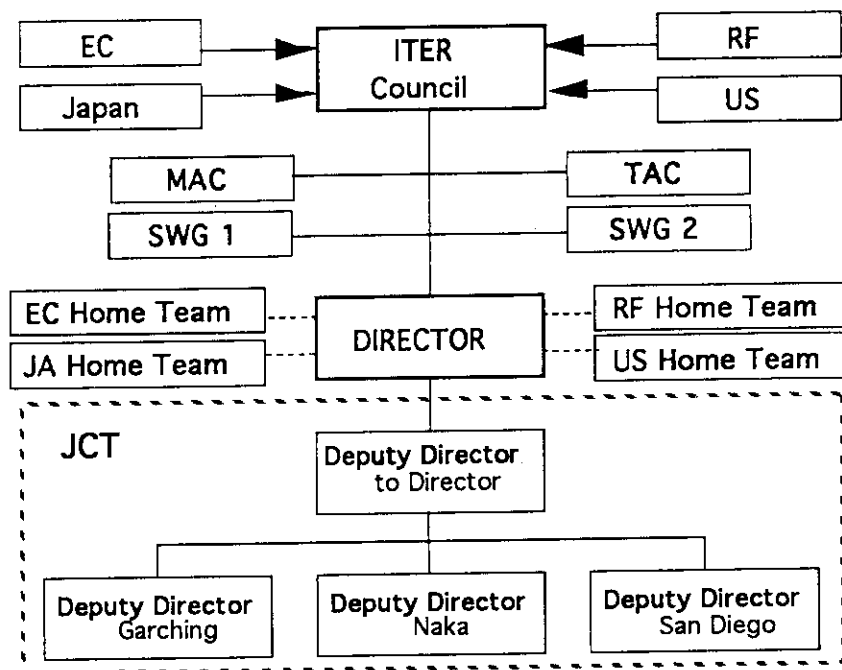 EC
ITER
Council
RF
Japan
US
MAC
TAC
SWG 1
SWG 2
EC Home Team
DIRECTOR
RF Home Team
JA Home Team
US Home Team
JCT
Deputy Director
to Director
Deputy Director
Garching
Deputy Director
Naka
Deputy Director
San Diego